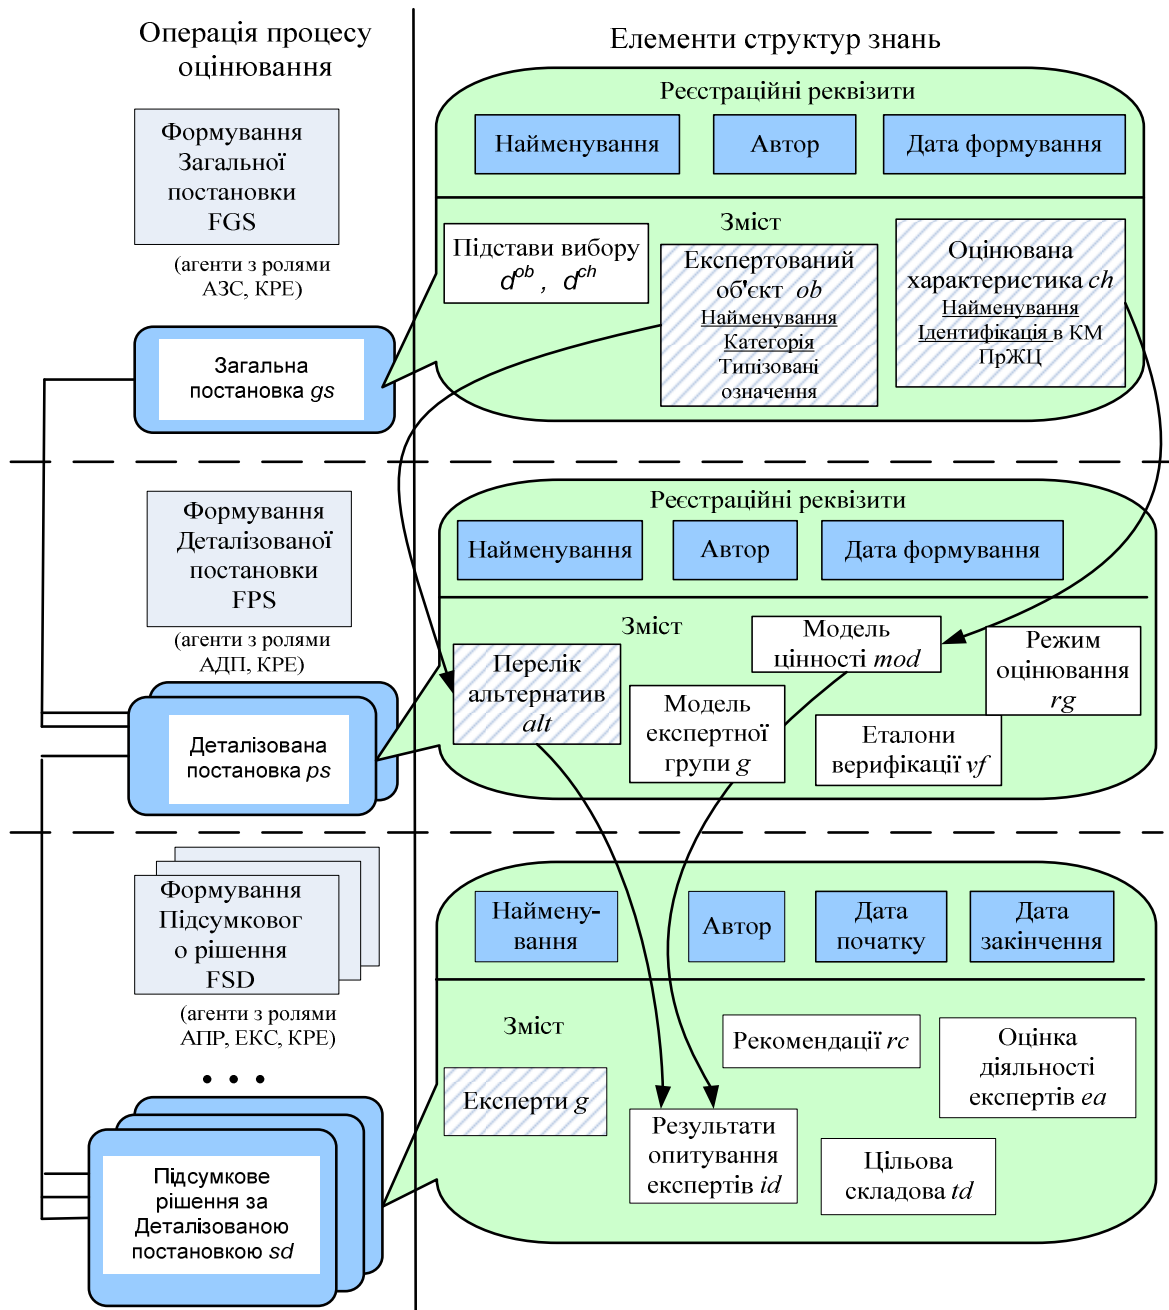 Операція процесу
оцінювання
Елементи структур знань
Формування
Загальної
постановки
FGS
(агенти з ролями
АЗС, КРЕ)
Загальна
постановка gs
Реєстраційні реквізити
Найменування
Автор
Дата формування
Зміст
Підстави вибору
d^ob , d^ch
Експертований
об'єкт ob
Найменування
Категорія
Типізовані
означення
Оцінювана
характеристика ch
Найменування
Ідентифікація в КМ
ПрЖЦ
Формування
Деталізованої
постановки
FPS
(агенти з ролями
АДП, КРЕ)
Деталізована
постановка ps
Реєстраційні реквізити
Найменування
Автор
Дата формування
Зміст
Перелік
альтернатив
alt
Модель
експертної
групи g
Модель
цінності mod
Режим
оцінювання
rg
Еталони
верифікації vf
Формування
Підсумковог
о рішення
FSD
(агенти з ролями
АПР, ЕКС, КРЕ)
• • •
Підсумкове
рішення за
Деталізованою
постановкою sd
Наймену-
вання
Автор
Дата
початку
Дата
закінчення
Зміст
Експерти g
Рекомендації rc
Оцінка
діяльності
експертів ea
Результати
опитування
експертів id
Цільова
складова td